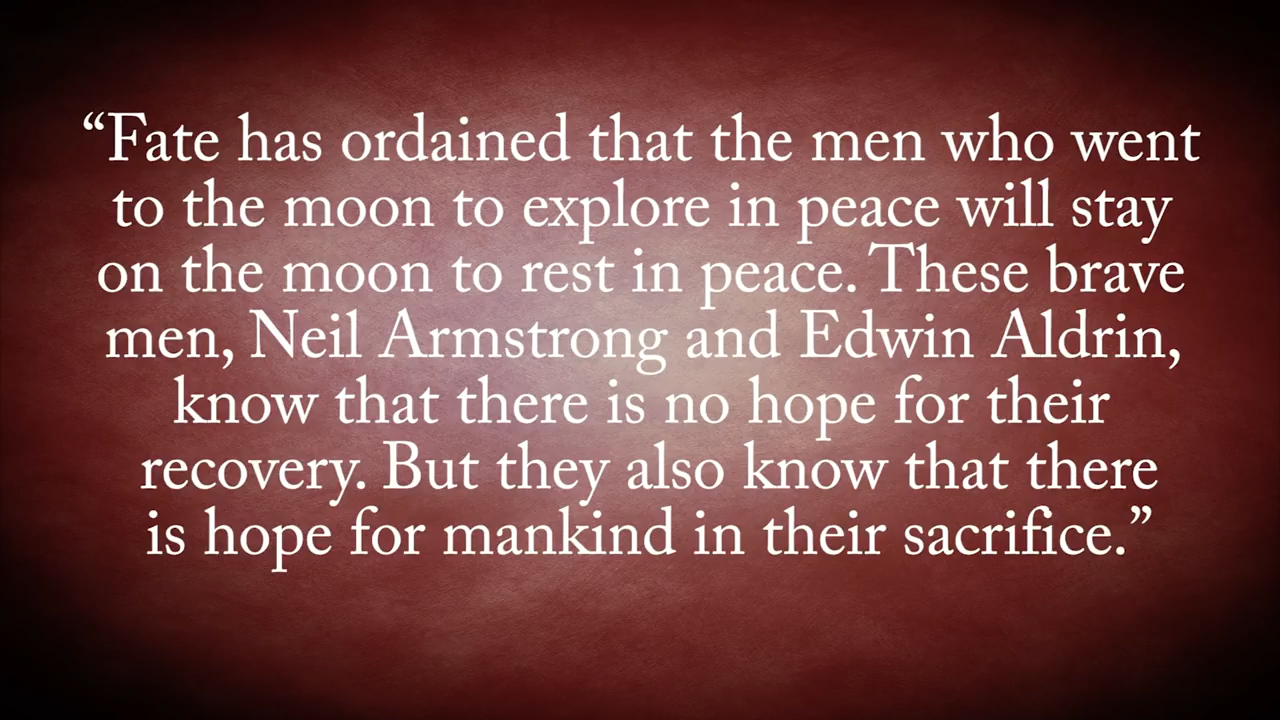 “Fate has ordained that the men who went
to the moon to explore in peace will stay
on the moon to rest in peace. These brave
men, Neil Armstrong and Edwin Aldrin,
know that there is no hope for their
recovery. But they also know that there
is hope for mankind in their sacrifice.”